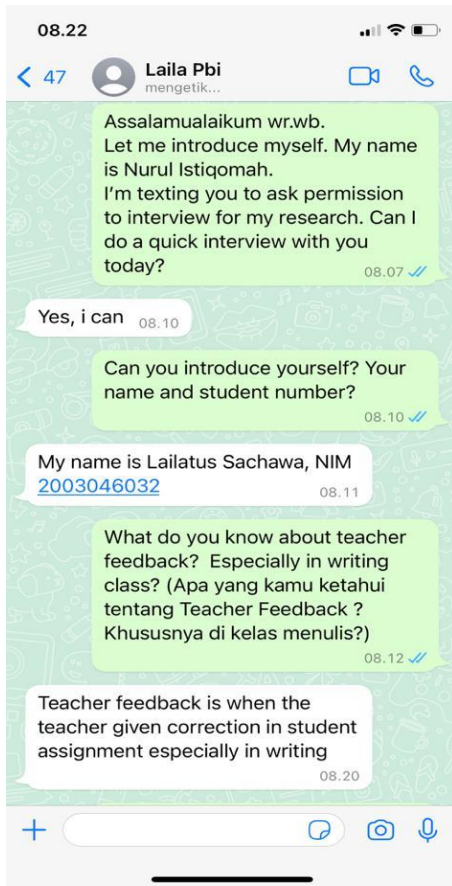 08.22
47
Laila Pbi
mengetik...
Assalamualaikum wr.wb.
Let me introduce myself. My name
is Nurul Istiqomah.
I'm texting you to ask permission
to interview for my research. Can I
do a quick interview with you
today?
08.07
Yes, i can
08.10
Can you introduce yourself? Your
name and student number?
08.10
My name is Lailatus Sachawa, NIM
2003046032
08.11
What do you know about teacher
feedback?  Especially in writing
class? (Apa yang kamu ketahui
tentang Teacher Feedback ?
Khususnya di kelas menulis?)
08.12
Teacher feedback is when the
teacher given correction in student
assignment especially in writing
08.20